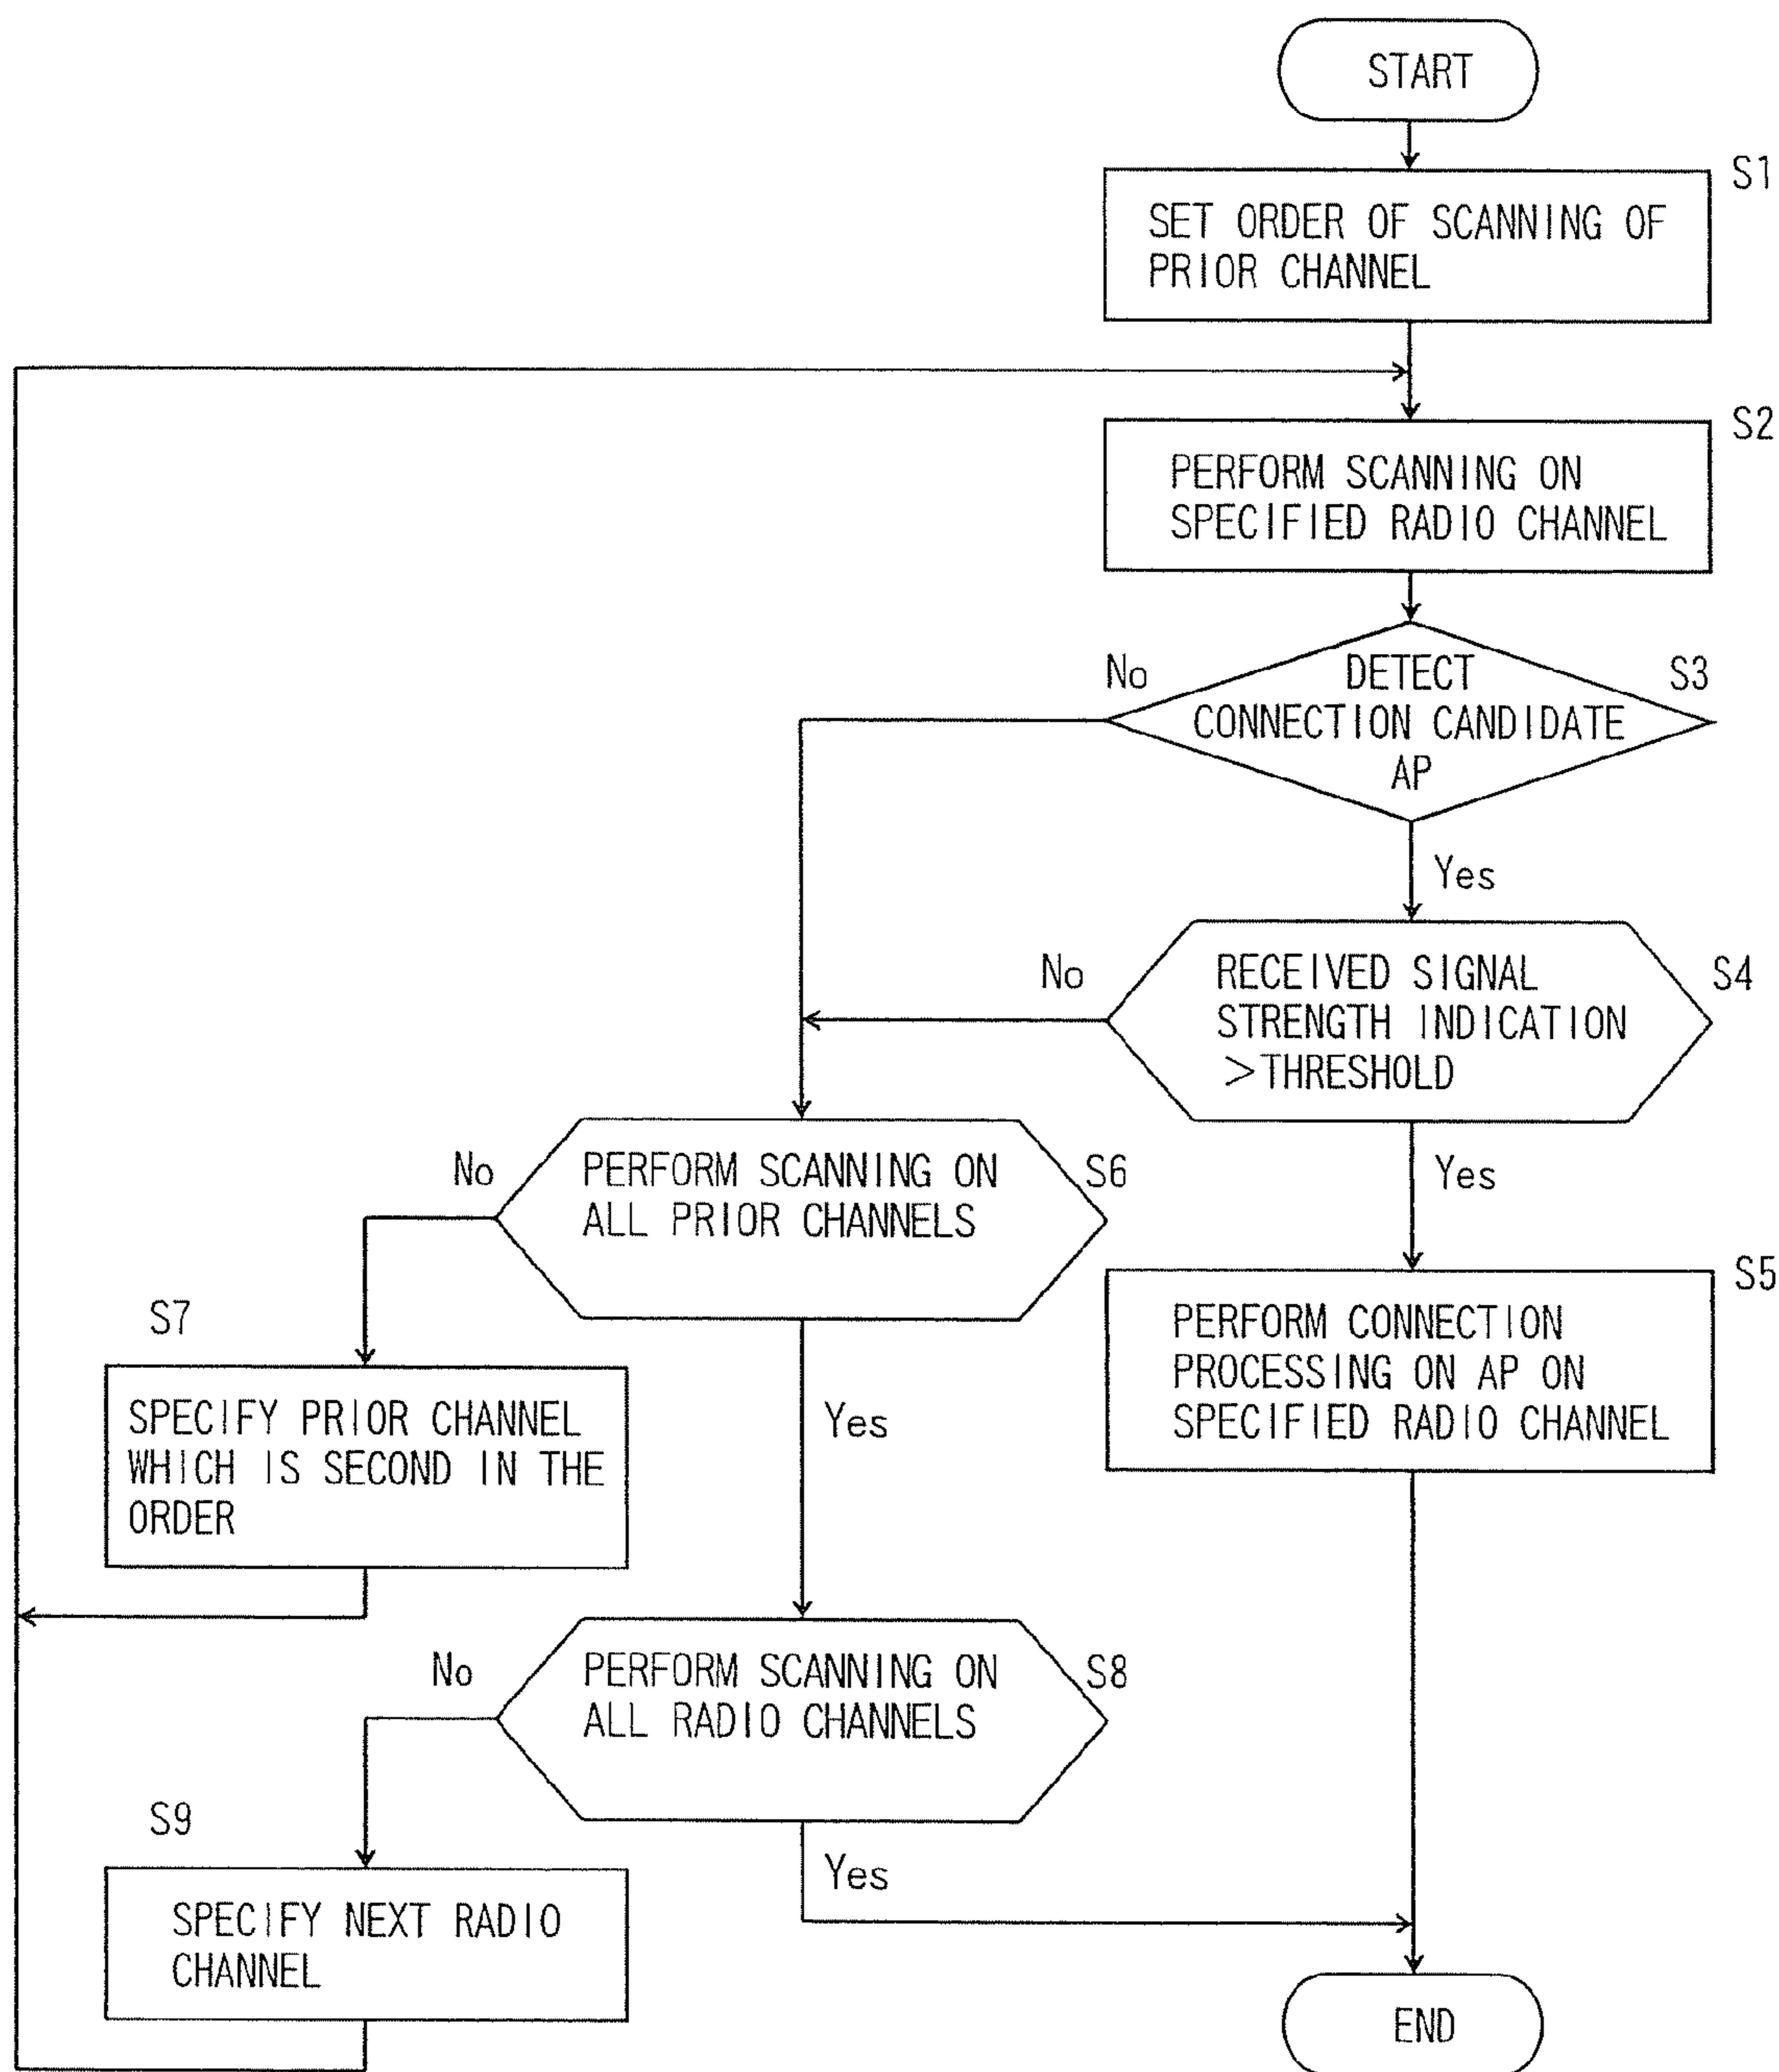 START
S1
SET ORDER OF SCANNING OF
PRIOR CHANNEL
S2
PERFORM SCANNING ON
SPECIFIED RADIO CHANNEL
No
DETECT
CONNECTION CANDIDATE
AP
S3
Yes
No
RECEIVED SIGNAL
STRENGTH INDICATION
>THRESHOLD
S4
Yes
No
PERFORM SCANNING ON
ALL PRIOR CHANNELS
S6
S5
PERFORM CONNECTION
PROCESSING ON AP ON
SPECIFIED RADIO CHANNEL
S7
SPECIFY PRIOR CHANNEL
WHICH IS SECOND IN THE
ORDER
Yes
No
PERFORM SCANNING ON
ALL RADIO CHANNELS
S8
S9
SPECIFY NEXT RADIO
CHANNEL
Yes
END